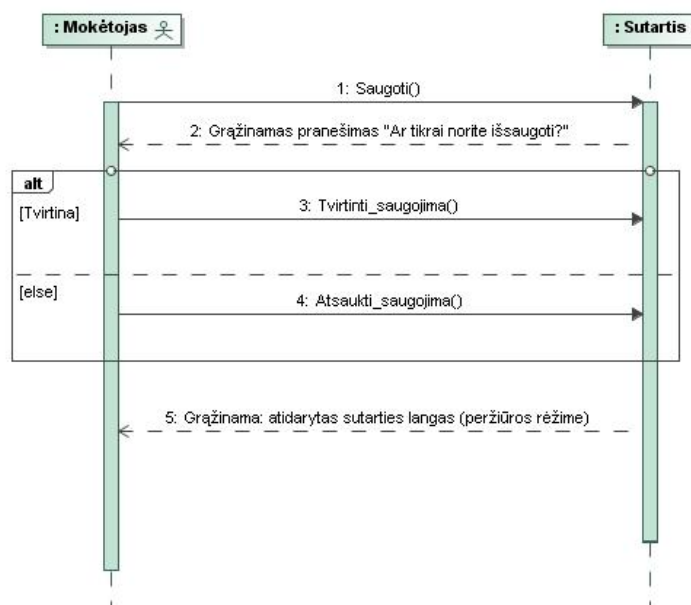 : Mokėtojas
: Sutartis
1: Saugoti()
2: Grąžinamas pranešimas "Ar tikrai norite išsaugoti?"
alt
[Tvirtina]
3: Tvirtinti_saugojima()
[else]
4: Atsaukti_saugojima()
5: Grąžinama: atidarytas sutarties langas (peržiūros rėžime)